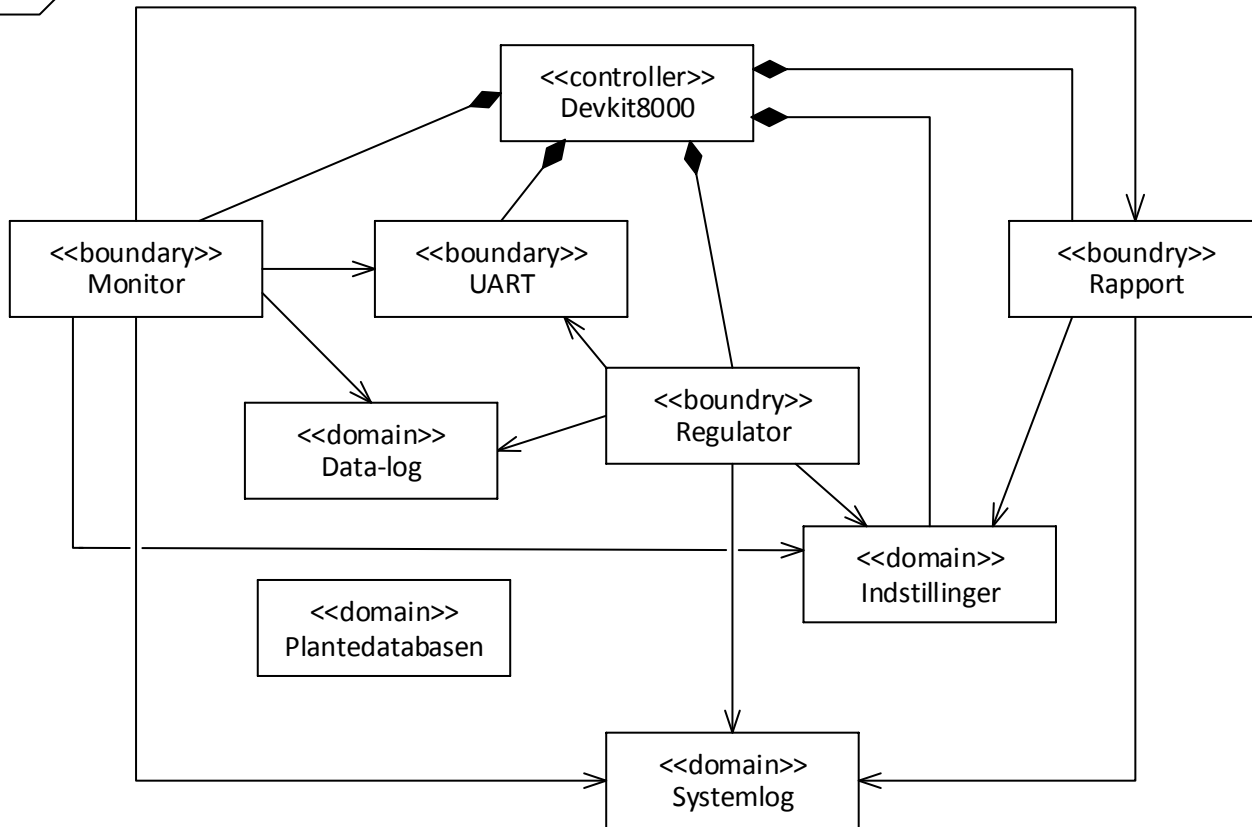 <<controller>>
Devkit8000
<<boundary>>
Monitor
<<boundary>>
UART
<<boundry>>
Rapport
<<boundry>>
Regulator
<<domain>>
Data-log
<<domain>>
Indstillinger
<<domain>>
Plantedatabasen
<<domain>>
Systemlog